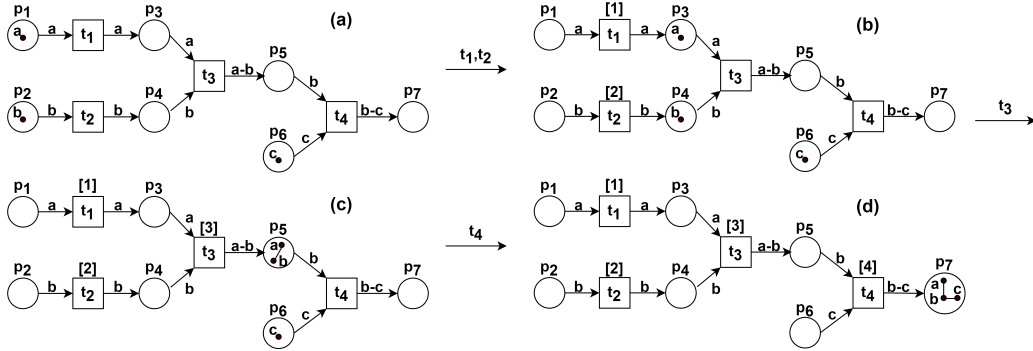 p1 p3 (a)
a a t1 a a
p5
t3 a-b b
p2 p4 b
b b t2 b p7
t4 b-c
p6 c
c
t1,t2
[1]
p1 p3 (b)
a t1 a a a
p5
t3 a-b b
[2]
p2 p4 b
b t2 b b p7
t4 b-c
p6 c
c
t3
[1]
p1 p3 (c)
a t1 a a
[3] p5
t3 a-b a b b
[2]
p2 p4 b
b t2 b p7
t4 b-c
p6 c
c
t4
[1]
p1 p3 (d)
a t1 a a
[3] p5
t3 a-b b
[2]
p2 p4 b [4] p7
b t2 b t4 b-c a b c
p6 c